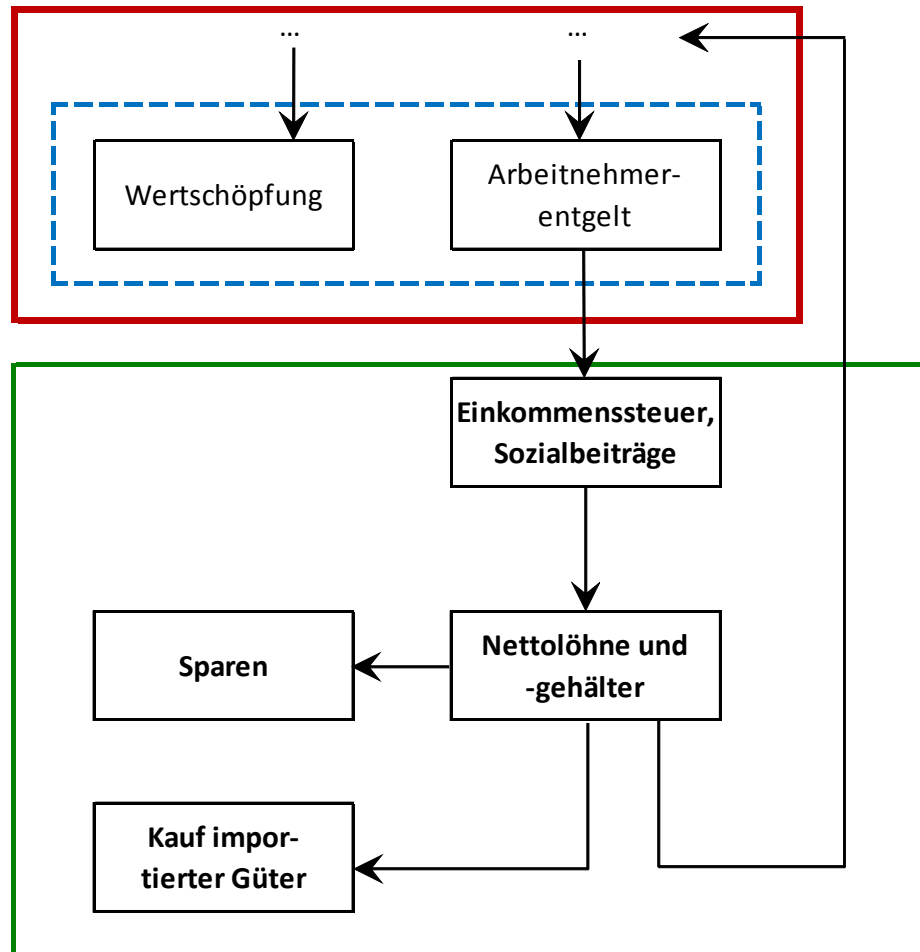 ...
...
Wertschöpfung
Arbeitnehmer-
entgelt
Einkommenssteuer,
Sozialbeiträge
Sparen
Nettolöhne und
-gehälter
Kauf impor-
tierter Güter